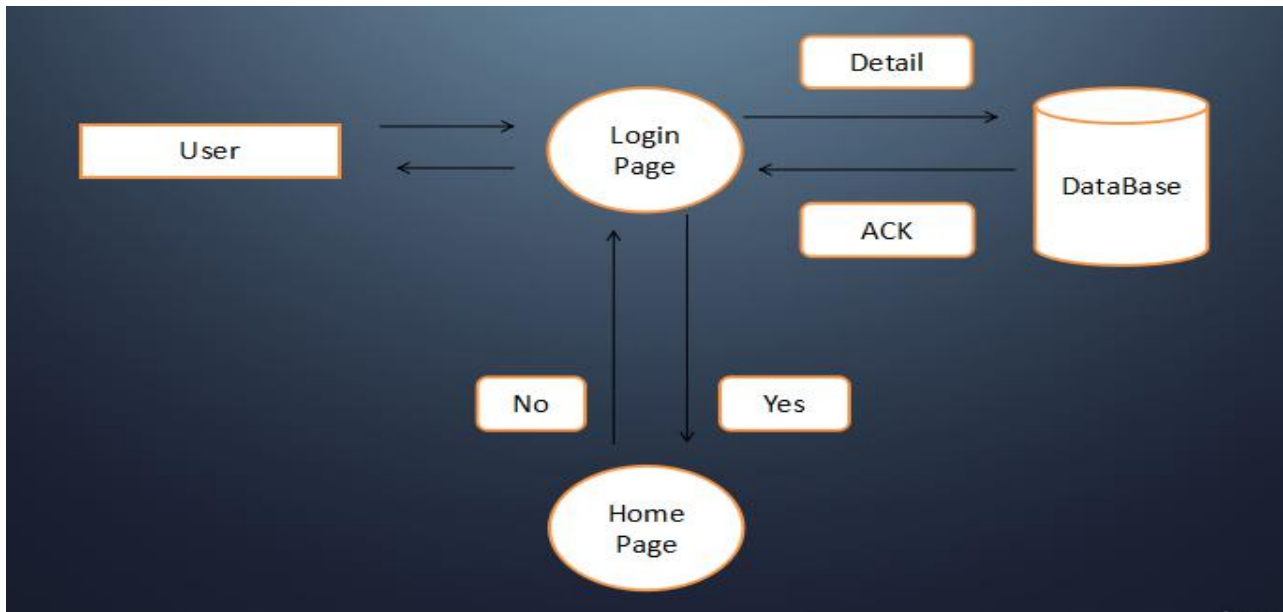 Detail
User
Login
Page
DataBase
ACK
No
Yes
Home
Page